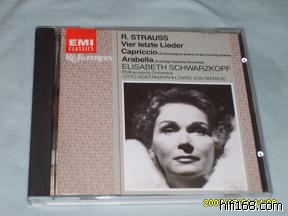 EMI
CLASSICS
References
R. STRAUSS
Vier letzte Lieder
Capriccio
Arabella
ELISABETH SCHWARZKOPF
Philharmonia Orchestra
OTTO ACKERMANN • LOVRO VON MATACIC
hifi168.com